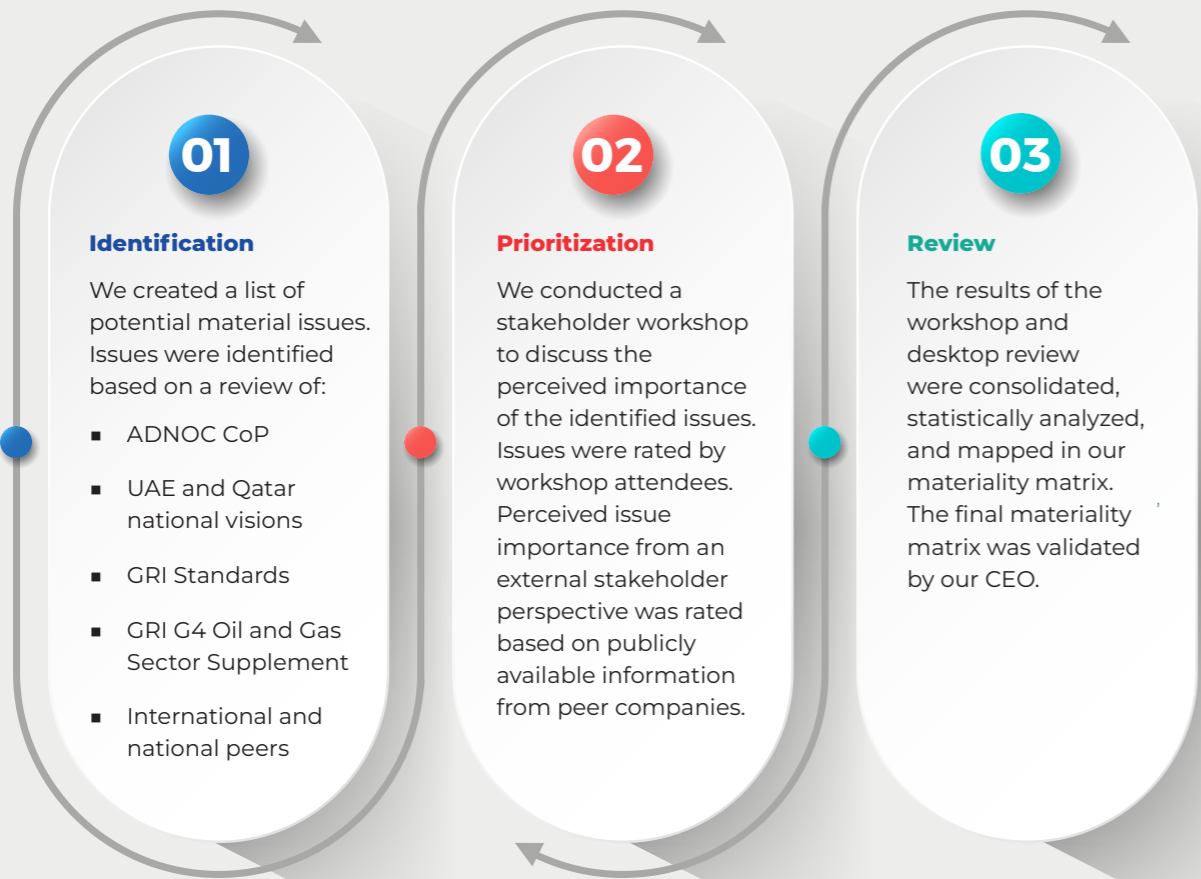 01
Identification
We created a list of
potential material issues.
Issues were identified
based on a review of:
▪ ADNOC CoP
▪ UAE and Qatar
national visions
▪ GRI Standards
▪ GRI G4 Oil and Gas
Sector Supplement
▪ International and
national peers
02
Prioritization
We conducted a
stakeholder workshop
to discuss the
perceived importance
of the identified issues.
Issues were rated by
workshop attendees.
Perceived issue
importance from an
external stakeholder
perspective was rated
based on publicly
available information
from peer companies.
03
Review
The results of the
workshop and
desktop review
were consolidated,
statistically analyzed,
and mapped in our
materiality matrix.
The final materiality ,
matrix was validated
by our CEO.